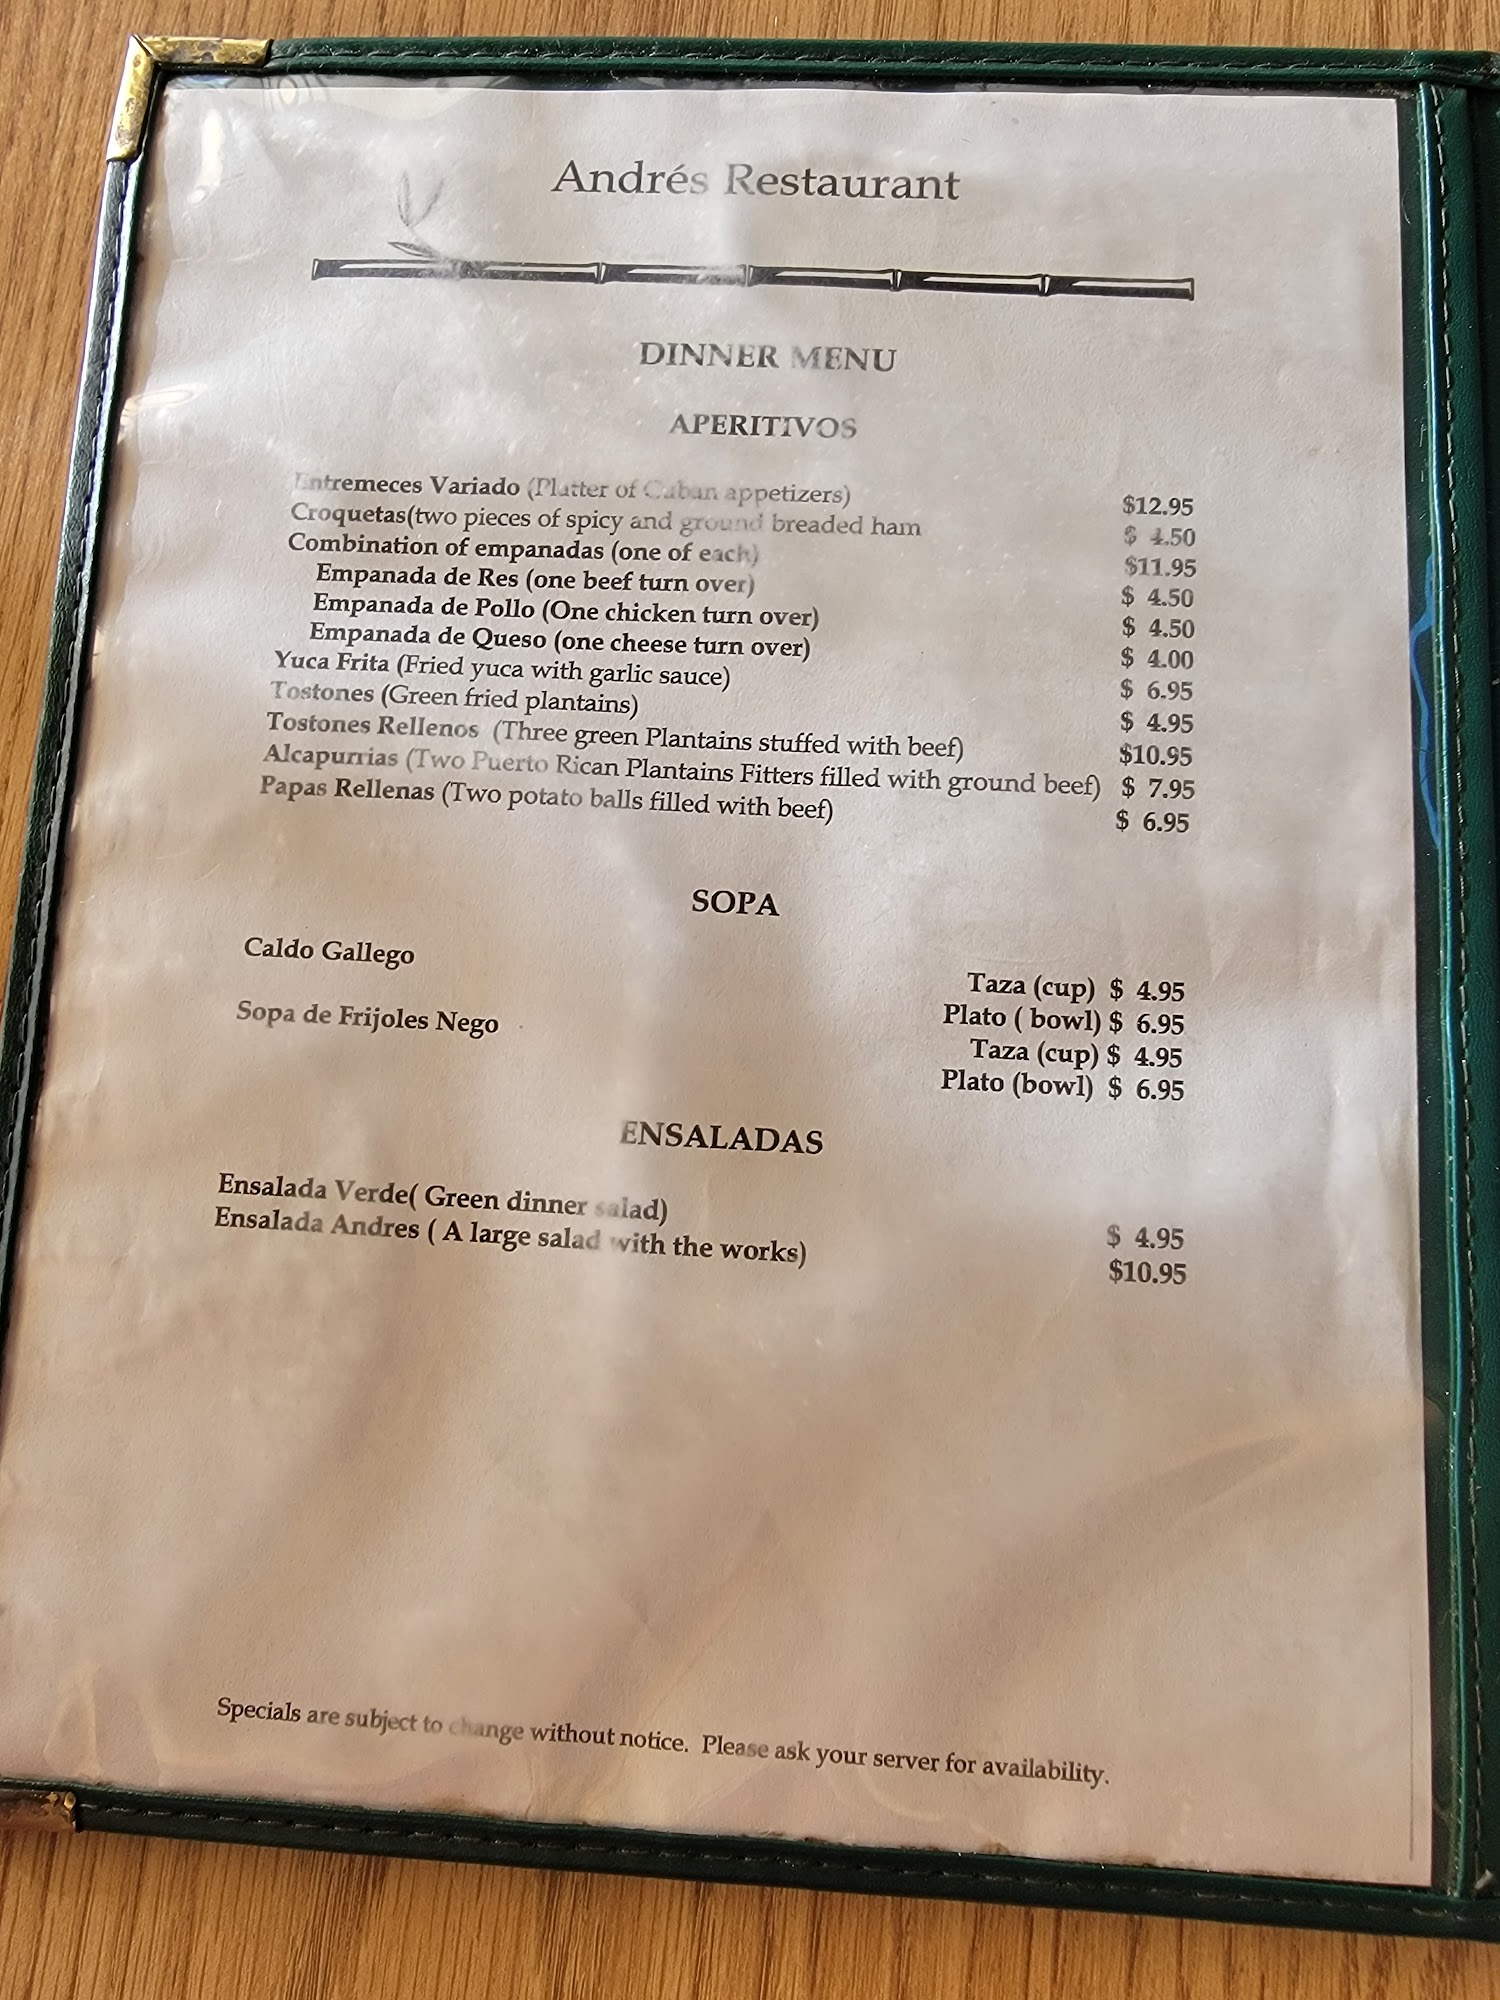 Andrés Restaurant
DINNER MENU
APERITIVOS
Entremeces Variado (Platter of Cuban appetizers) $12.95
Croquetas(two pieces of spicy and ground breaded ham $ 4.50
Combination of empanadas (one of each) $11.95
Empanada de Res (one beef turn over) $ 4.50
Empanada de Pollo (One chicken turn over) $ 4.50
Empanada de Queso (one cheese turn over) $ 4.00
Yuca Frita (Fried yuca with garlic sauce) $ 6.95
Tostones (Green fried plantains) $ 4.95
Tostones Rellenos (Three green Plantains stuffed with beef) $10.95
Alcapurrias (Two Puerto Rican Plantains Fitters filled with ground beef) $ 7.95
Papas Rellenas (Two potato balls filled with beef) $ 6.95
SOPA
Caldo Gallego Taza (cup) $ 4.95
Plato ( bowl) $ 6.95
Sopa de Frijoles Nego Taza (cup) $ 4.95
Plato (bowl) $ 6.95
ENSALADAS
Ensalada Verde( Green dinner salad) $ 4.95
Ensalada Andres ( A large salad with the works) $10.95
Specials are subject to change without notice. Please ask your server for availability.